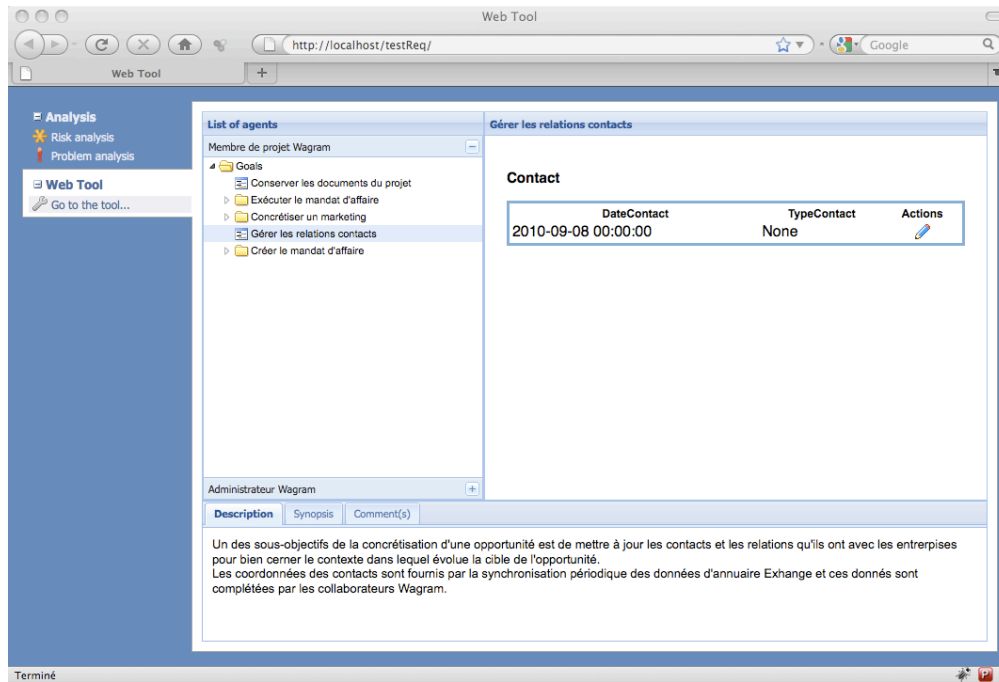 Web Tool
http://localhost/testReq/
Google
Web Tool
Analysis
Risk analysis
Problem analysis
Web Tool
Go to the tool...
List of agents
Membre de projet Wagram
Goals
Conserver les documents du projet
Exécuter le mandat d'affaire
Concrétiser un marketing
Gérer les relations contacts
Créer le mandat d'affaire
Administrateur Wagram
Gérer les relations contacts
Contact
DateContact TypeContact Actions
2010-09-08 00:00:00 None
Description Synopsis Comment(s)
Un des sous-objectifs de la concrétisation d'une opportunité est de mettre à jour les contacts et les relations qu'ils ont avec les entrerpises
pour bien cerner le contexte dans lequel évolue la cible de l'opportunité.
Les coordonnées des contacts sont fournis par la synchronisation périodique des données d'annuaire Exhange et ces donnés sont
complétées par les collaborateurs Wagram.
Terminé